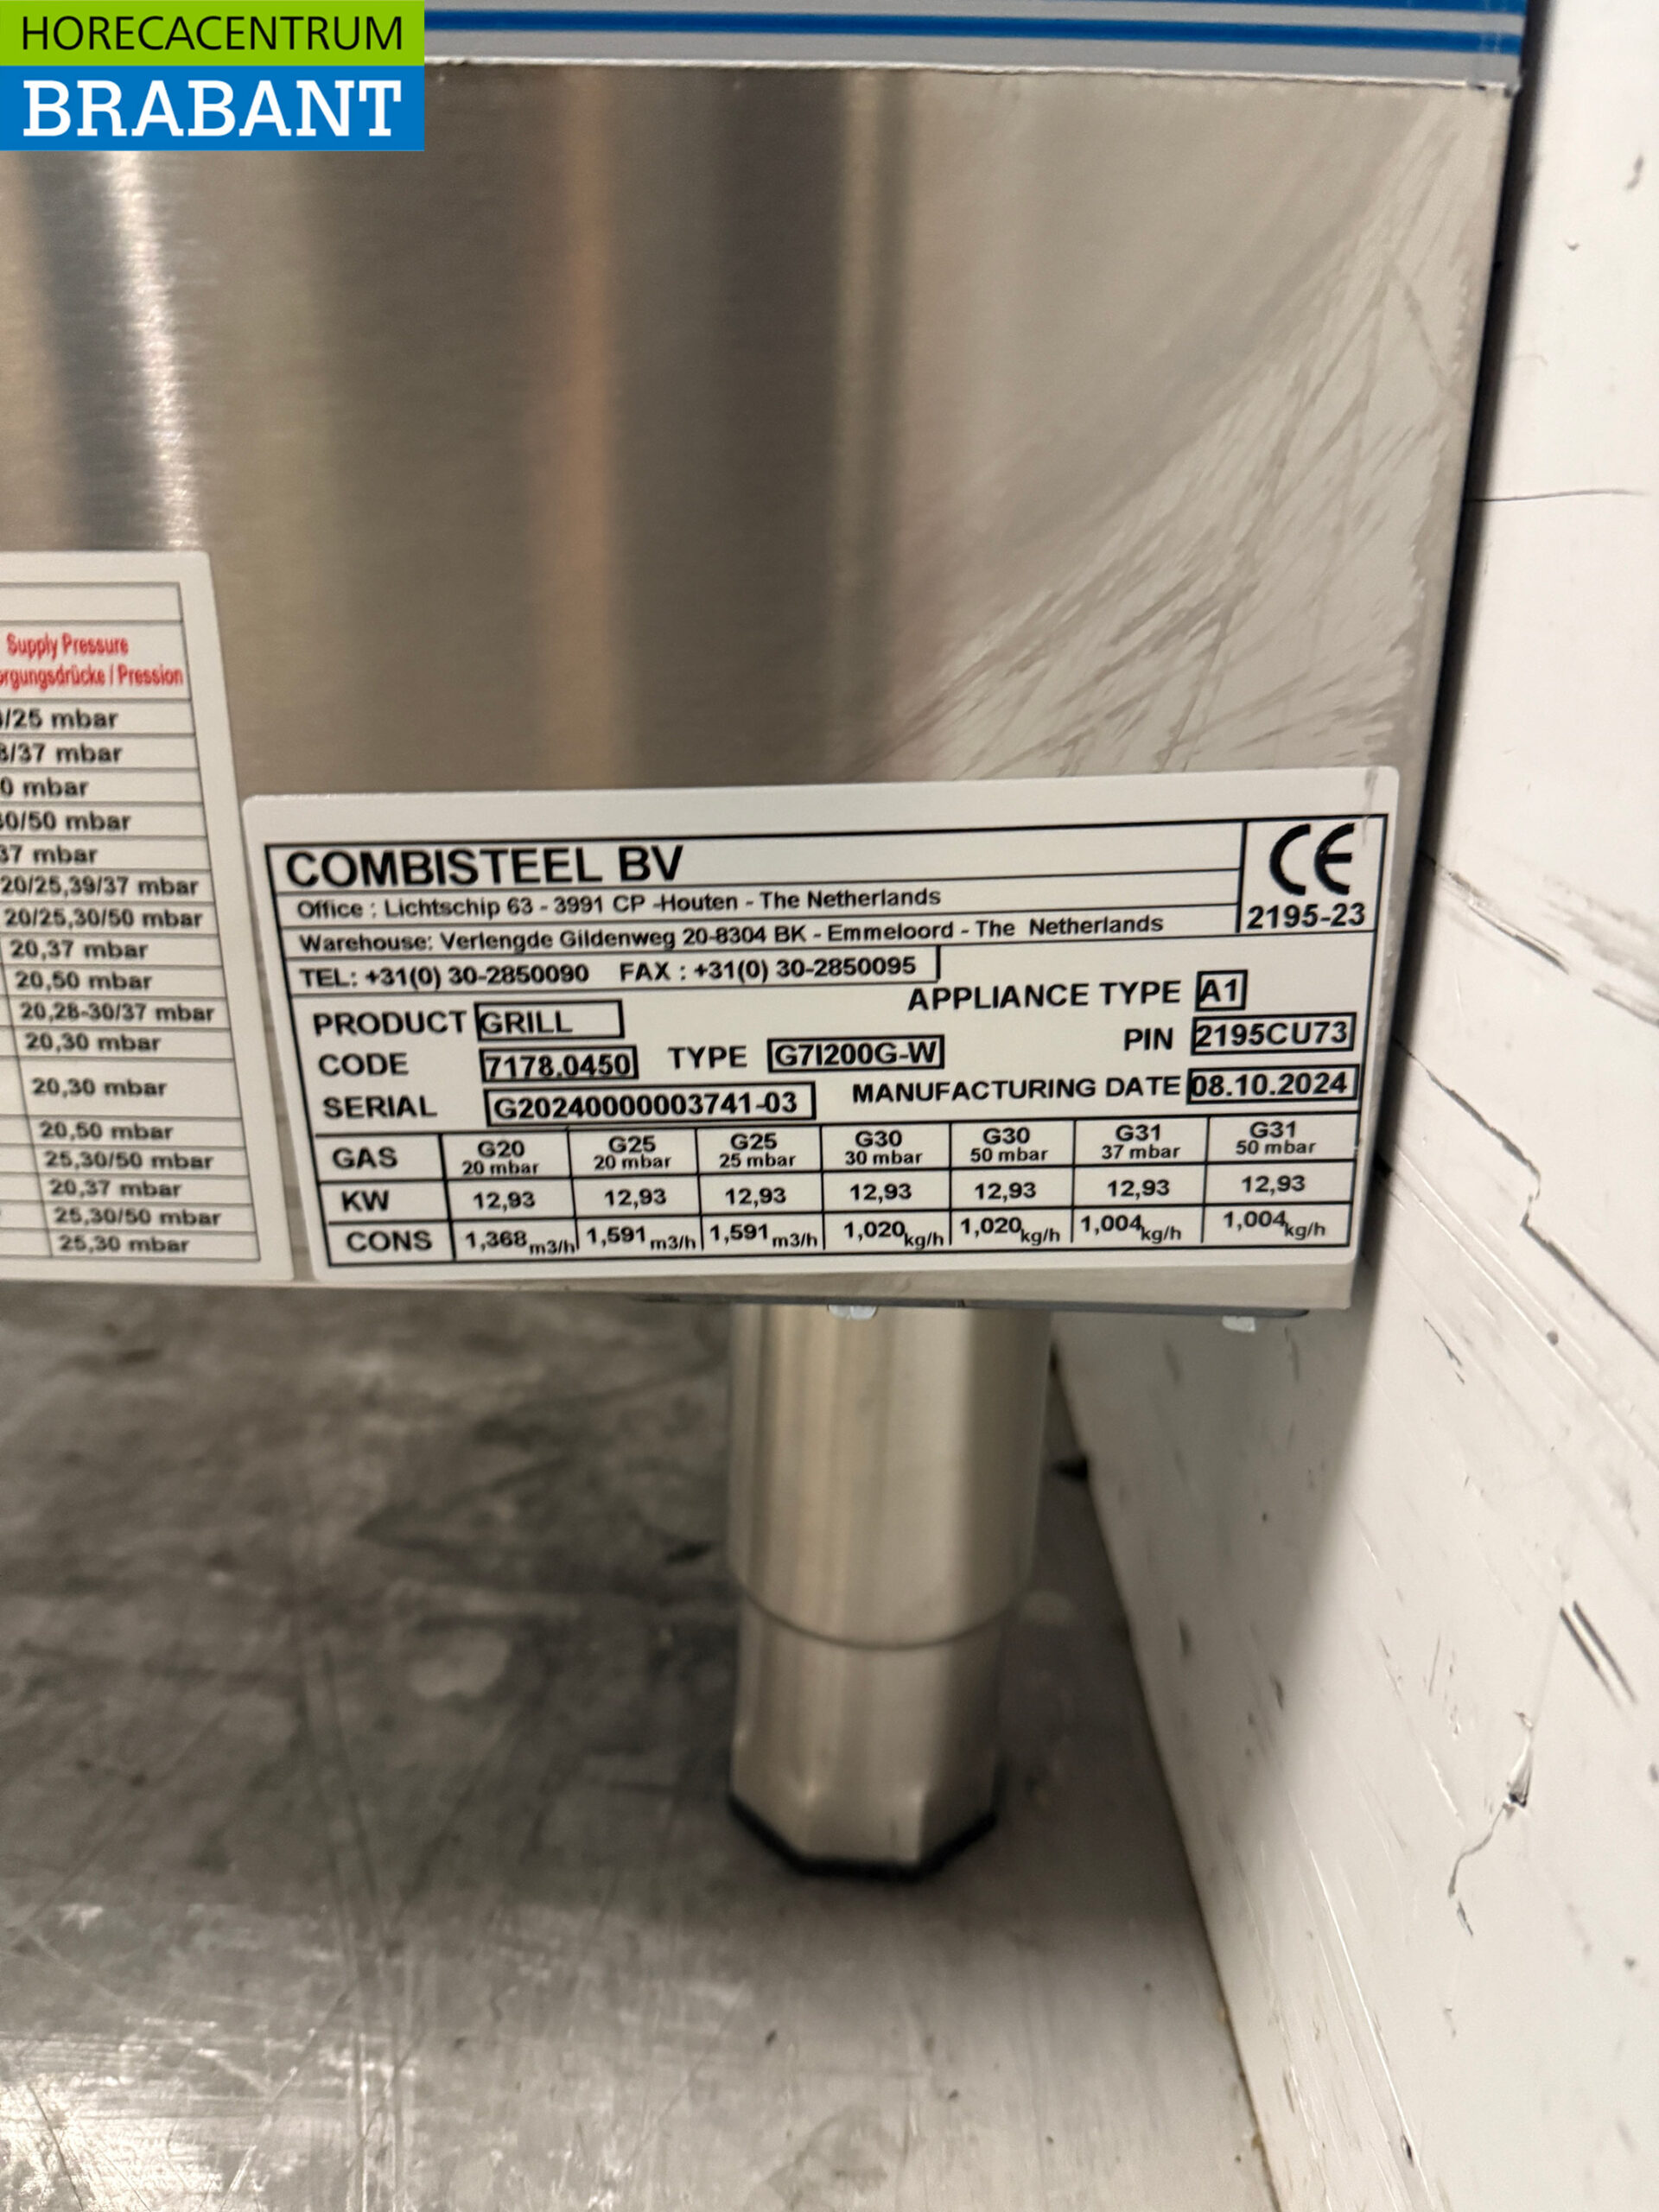 HORECACENTRUM
BRABANT
Supply Pressure
/ Pression
/25 mbar
/37 mbar
mbar
/50 mbar
37 mbar
20/25,39/37 mbar
20/25,30/50 mbar
20,37 mbar
20,50 mbar
20,28-30/37 mbar
20,30 mbar
20,30 mbar
20,50 mbar
25,30/50 mbar
20,37 mbar
25,30/50 mbar
25,30 mbar
COMBISTEEL BV
Office : Lichtschip 63 - 3991 CP -Houten - The Netherlands
Warehouse: Verlengde Gildenweg 20-8304 BK - Emmeloord - The Netherlands
TEL: +31(0) 30-2850090 FAX : +31(0) 30-2850095
CE
2195-23
APPLIANCE TYPE A1
PRODUCT GRILL
PIN 2195CU73
CODE 7178.0450 TYPE G7I200G-W
SERIAL G20240000003741-03 MANUFACTURING DATE 08.10.2024
GAS G20 20 mbar G25 20 mbar G25 25 mbar G30 30 mbar G30 50 mbar G31 37 mbar G31 50 mbar
KW 12,93 12,93 12,93 12,93 12,93 12,93 12,93
CONS 1,368 m3/h 1,591 m3/h 1,591 m3/h 1,020 kg/h 1,020 kg/h 1,004 kg/h 1,004 kg/h